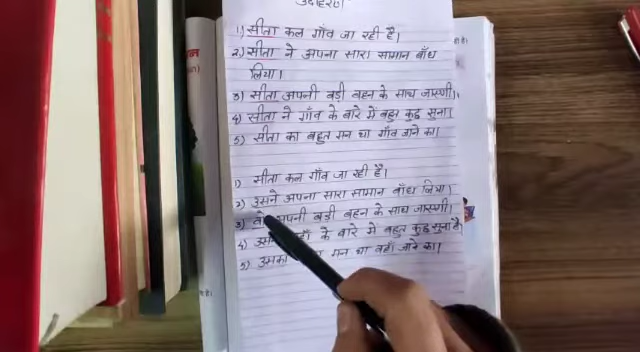 उदाहरण
1) सीता कल गाँव जा रही है।
2) सीता ने अपना सारा सामान बाँध
लिया।
3) सीता अपनी बड़ी बहन के साथ जाएगी।
4) सीता ने गाँव के बारे में बहुत कुछ सुना।
5) सीता का बहुत मन था गाँव जाने का।
1) सीता कल गाँव जा रही है।
2) उसने अपना सारा सामान बाँध लिया।
3) अपनी बड़ी बहन के साथ जाएगी।
4) के बारे में बहुत कुछ सुना है
5) उसका मन था वहाँ जाने का।